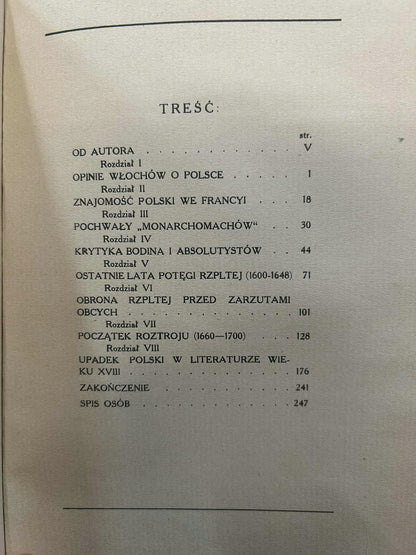 TREŚĆ:
str.
OD AUTORA . . . . . . . . . . . V
Rozdział I
OPINIE WŁOCHÓW O POLSCE . . . . 1
Rozdział II
ZNAJOMOŚĆ POLSKI WE FRANCYI . . 18
Rozdział III
POCHWAŁY „MONARCHOMACHÓW“ . . 30
Rozdział IV
KRYTYKA BODINA I ABSOLUTYSTÓW . 44
Rozdział V
OSTATNIE LATA POTĘGI RZPLTEJ (1600-1648) 71
Rozdział VI
OBRONA RZPLTEJ PRZED ZARZUTAMI
OBCYCH . . . . . . . . . . . . 101
Rozdział VII
POCZĄTEK ROZTROJU (1660—1700) . . . 128
Rozdział VIII
UPADEK POLSKI W LITERATURZE WIE-
KU XVIII . . . . . . . . . . . 176
ZAKOŃCZENIE . . . . . . . . . . 241
SPIS OSÓB . . . . . . . . . . . 247